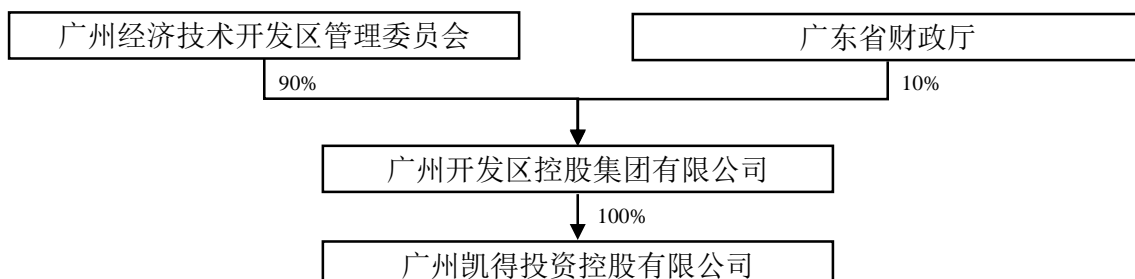 广州经济技术开发区管理委员会
广东省财政厅
90%
10%
广州开发区控股集团有限公司
100%
广州凯得投资控股有限公司